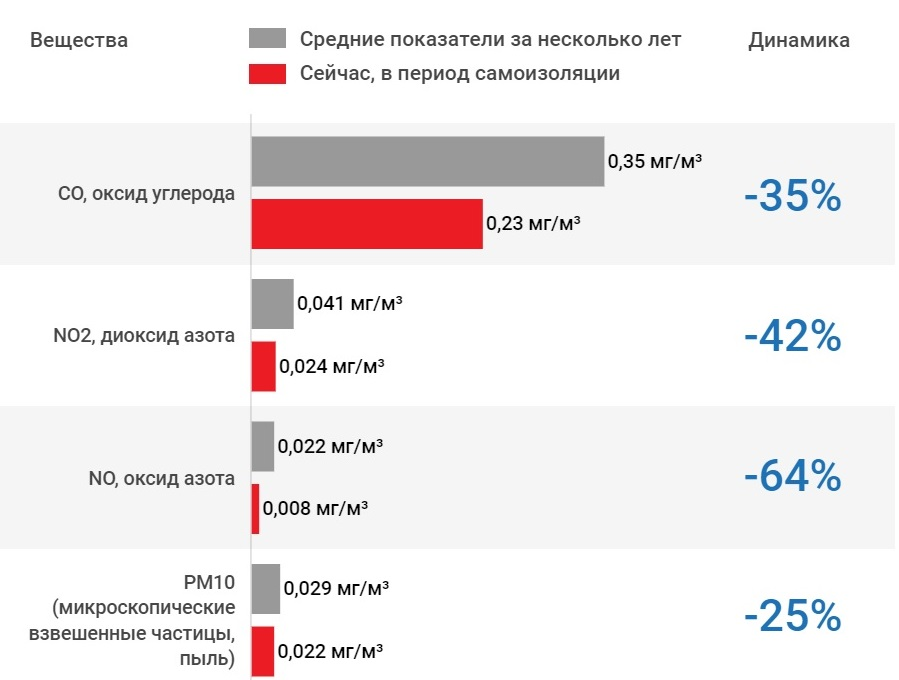 Вещества
Средние показатели за несколько лет
Динамика
Сейчас, в период самоизоляции
CO, оксид углерода
0,35 мг/м³
0,23 мг/м³
-35%
NO2, диоксид азота
0,041 мг/м³
0,024 мг/м³
-42%
NO, оксид азота
0,022 мг/м³
0,008 мг/м³
-64%
PM10
(микроскопические
взвешенные частицы,
пыль)
0,029 мг/м³
0,022 мг/м³
-25%